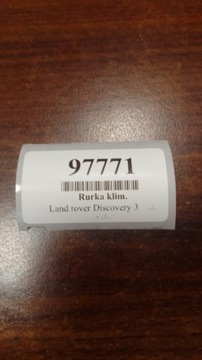 97771
Rurka klim.
Land rover Discovery 3